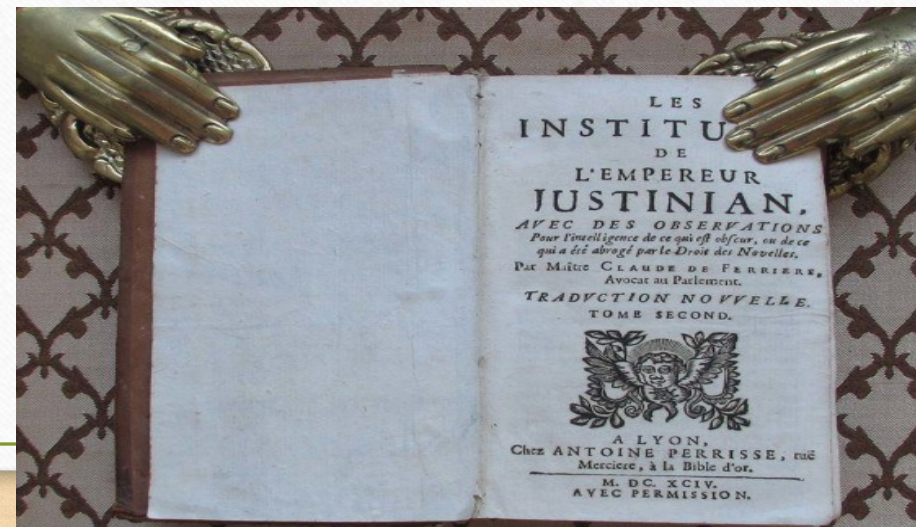 LES
INSTITU
DE
L'EMPEREUR
JUSTINIAN,
AVEC DES OBSERVATIONS
Pour l'intelligence de ce qui eſt obſcur, ou de ce
qui a été abrogé par le Droit des Novelles.
Par Maître CLAUDE DE FERRIERE,
Avocat au Parlement.
TRADVCTION NOVVELLE.
TOME SECOND.
A LYON,
Chez ANTOINE PERRISSE, ruë
Merciere, à la Bible d'or.
M. DC. XCIV.
AVEC PERMISSION.